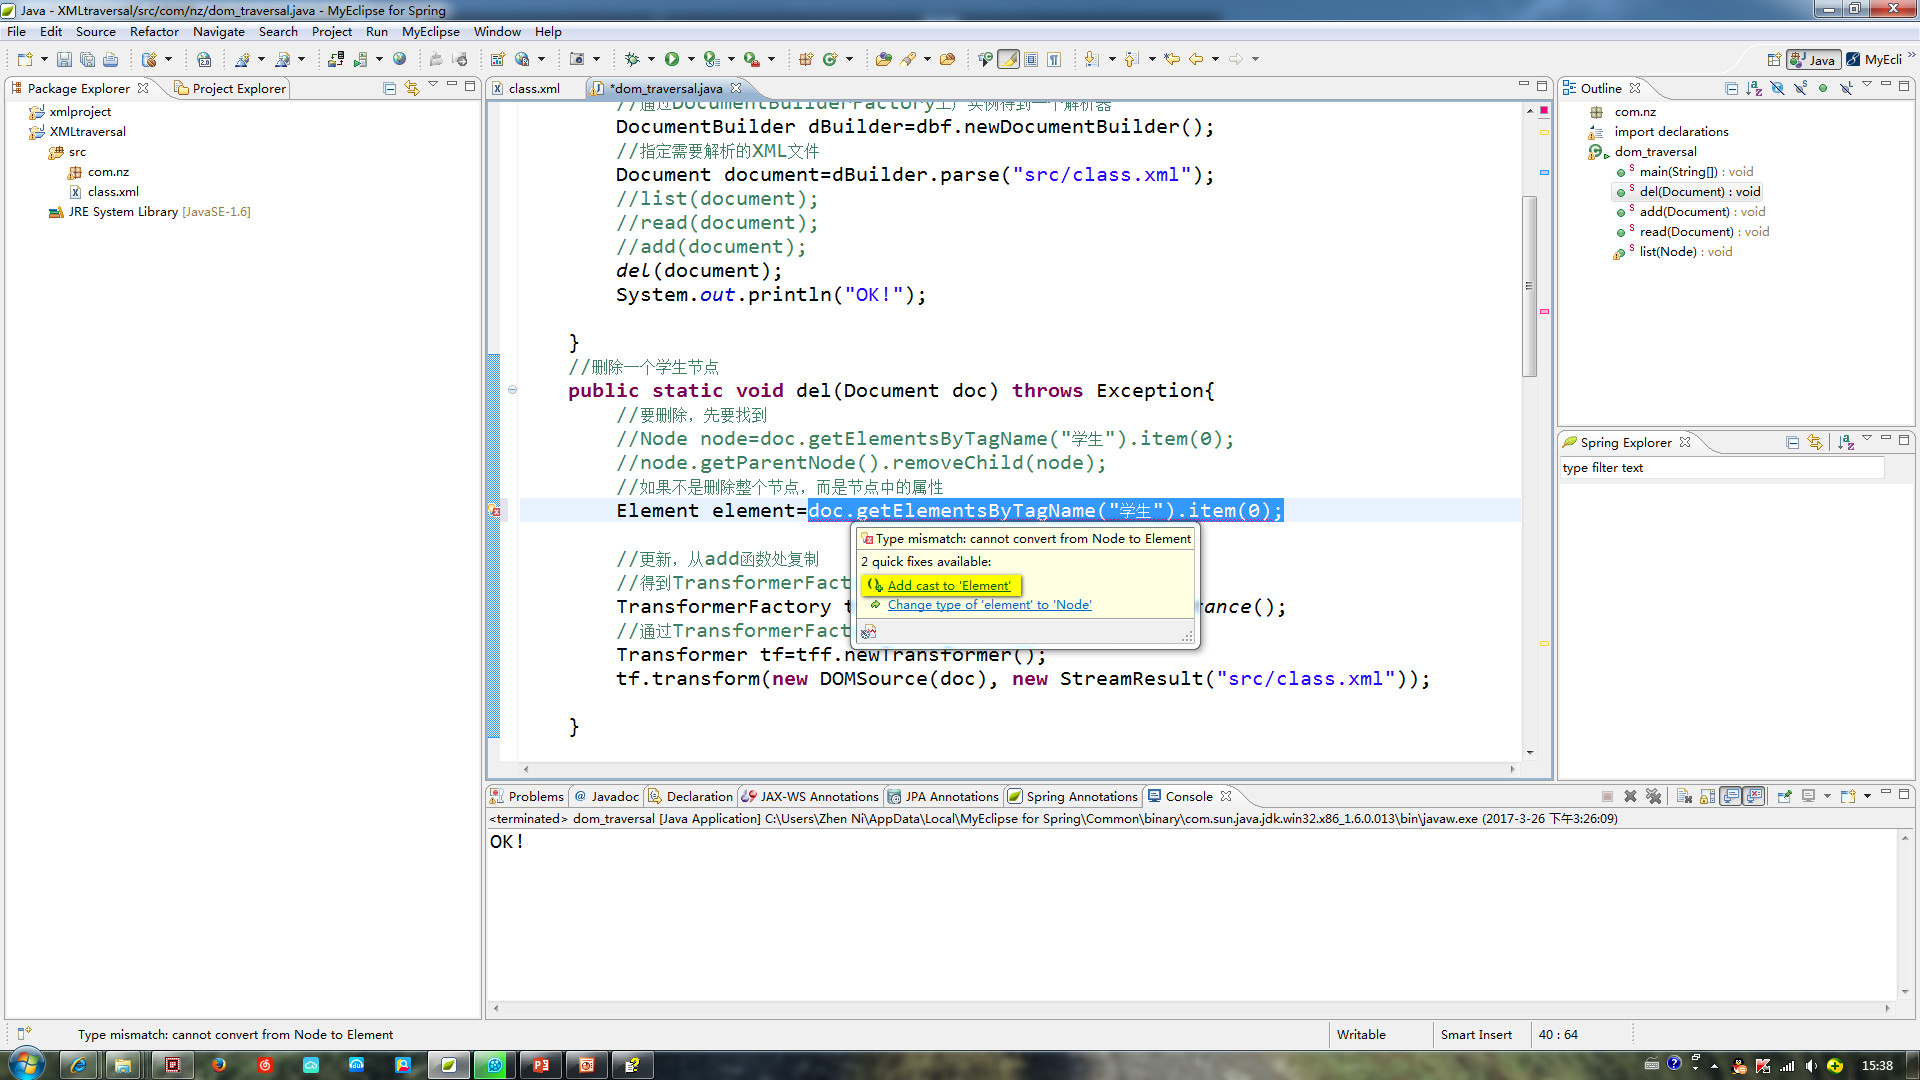 Java - XMLtraversal/src/com/nz/dom_traversal.java - MyEclipse for Spring
File Edit Source Refactor Navigate Search Project Run MyEclipse Window Help
Java MyEcli
Package Explorer Project Explorer
xmlproject
XMLtraversal
src
com.nz
class.xml
JRE System Library [JavaSE-1.6]
class.xml *dom_traversal.java
//通过DocumentBuilderFactory工厂实例得到一个解析器
DocumentBuilder dBuilder=dbf.newDocumentBuilder();
//指定需要解析的XML文件
Document document=dBuilder.parse("src/class.xml");
//list(document);
//read(document);
//add(document);
del(document);
System.out.println("OK!");
}
//删除一个学生节点
public static void del(Document doc) throws Exception{
//要删除，先要找到
//Node node=doc.getElementsByTagName("学生").item(0);
//node.getParentNode().removeChild(node);
//如果不是删除整个节点，而是节点中的属性
Element element=doc.getElementsByTagName("学生").item(0);
//更新，从add函数处复制
//得到TransformerFact
TransformerFactory t ance();
//通过TransformerFact
Transformer tf=tff.newTransformer();
tf.transform(new DOMSource(doc), new StreamResult("src/class.xml"));
}
Type mismatch: cannot convert from Node to Element
2 quick fixes available:
Add cast to 'Element'
Change type of 'element' to 'Node'
Outline
com.nz
import declarations
dom_traversal
main(String[]) : void
del(Document) : void
add(Document) : void
read(Document) : void
list(Node) : void
Spring Explorer
type filter text
Problems @ Javadoc Declaration JAX-WS Annotations JPA Annotations Spring Annotations Console
<terminated> dom_traversal [Java Application] C:\Users\Zhen Ni\AppData\Local\MyEclipse for Spring\Common\binary\com.sun.java.jdk.win32.x86_1.6.0.013\bin\javaw.exe (2017-3-26 下午3:26:09)
OK!
Type mismatch: cannot convert from Node to Element
Writable Smart Insert 40 : 64
15:38